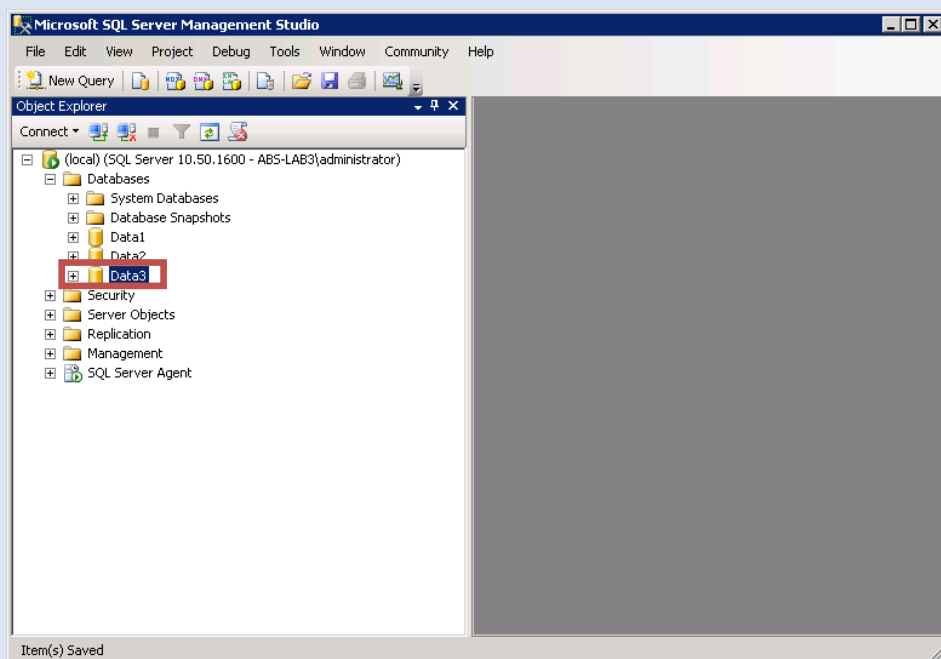 Microsoft SQL Server Management Studio
File Edit View Project Debug Tools Window Community Help
New Query
Object Explorer
Connect
(local) (SQL Server 10.50.1600 - ABS-LAB3\administrator)
Databases
System Databases
Database Snapshots
Data1
Data2
Data3
Security
Server Objects
Replication
Management
SQL Server Agent
Item(s) Saved